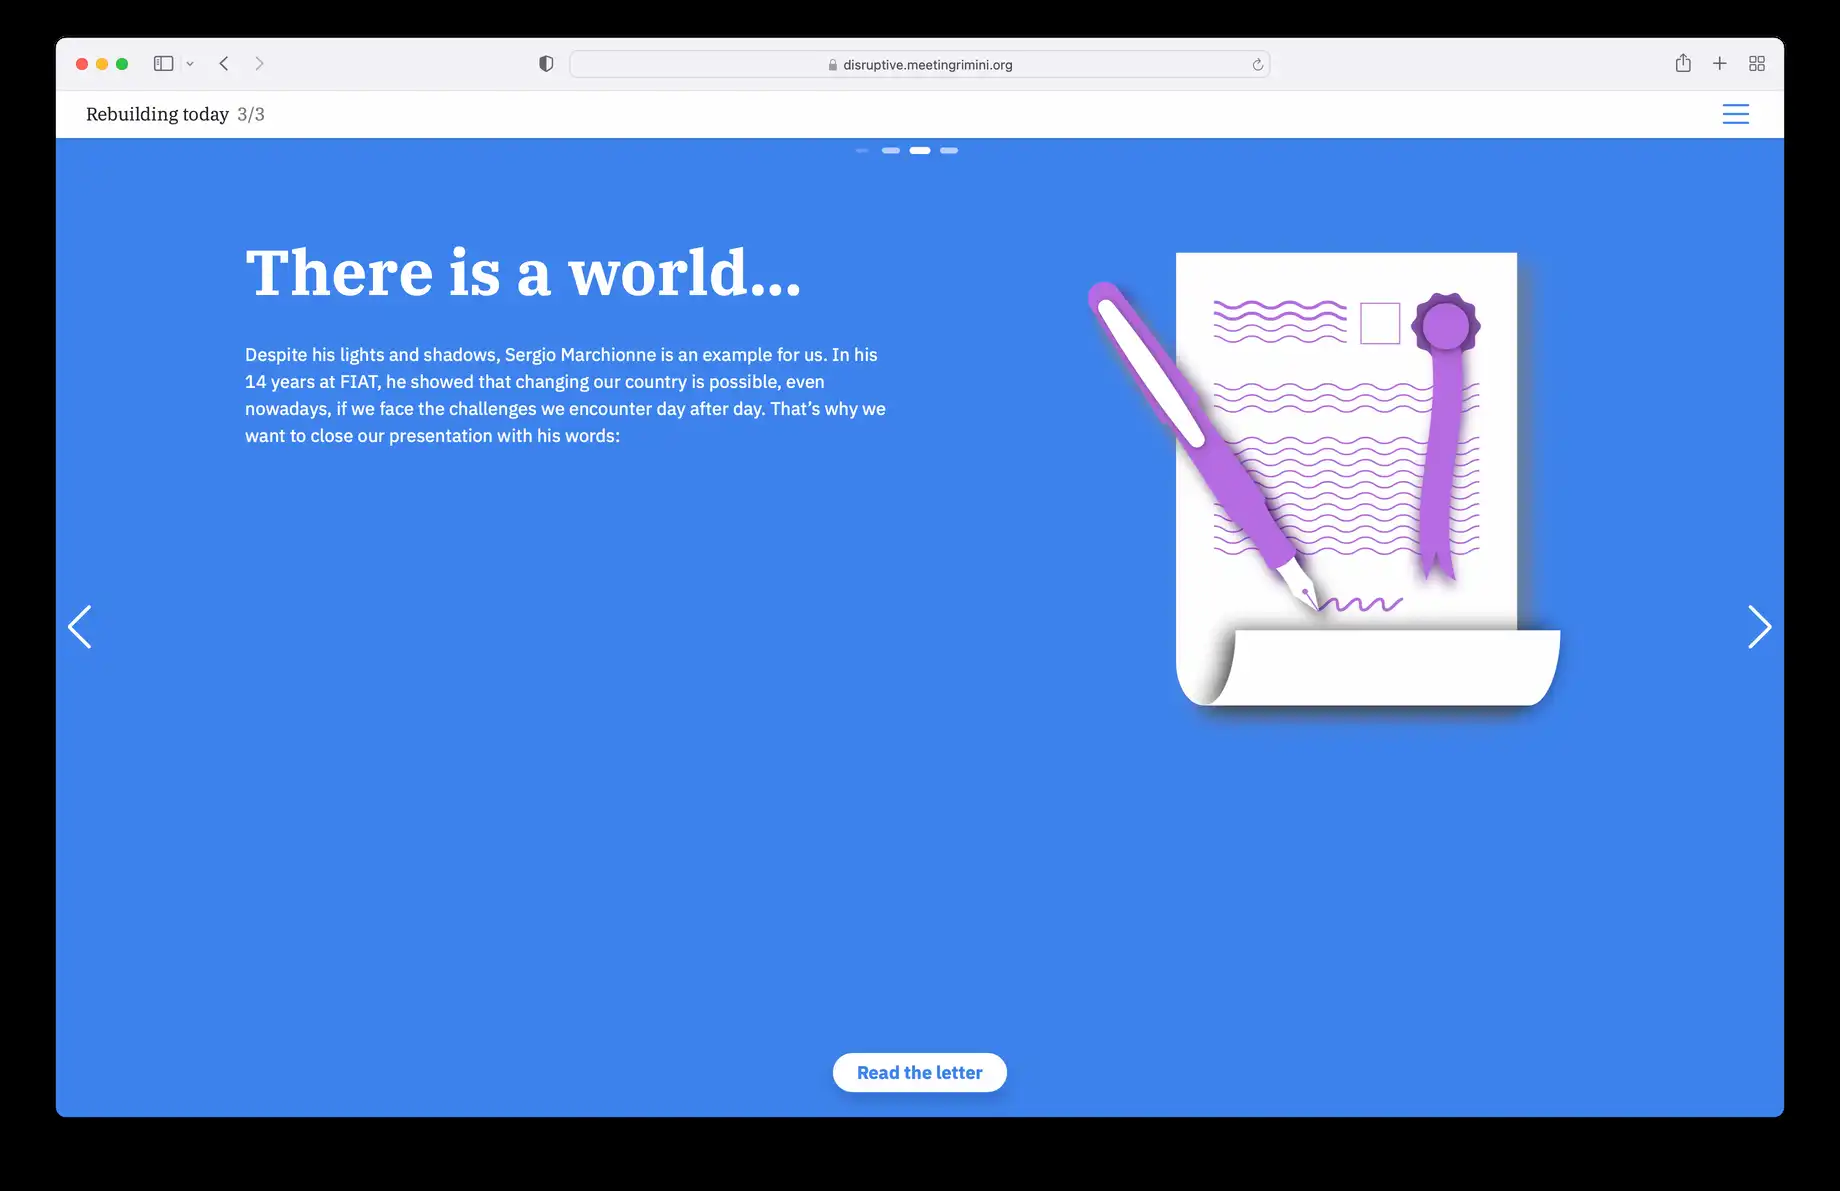 disruptive.meetingrimini.org
Rebuilding today 3/3
There is a world...
Despite his lights and shadows, Sergio Marchionne is an example for us. In his
14 years at FIAT, he showed that changing our country is possible, even
nowadays, if we face the challenges we encounter day after day. That’s why we
want to close our presentation with his words:
Read the letter